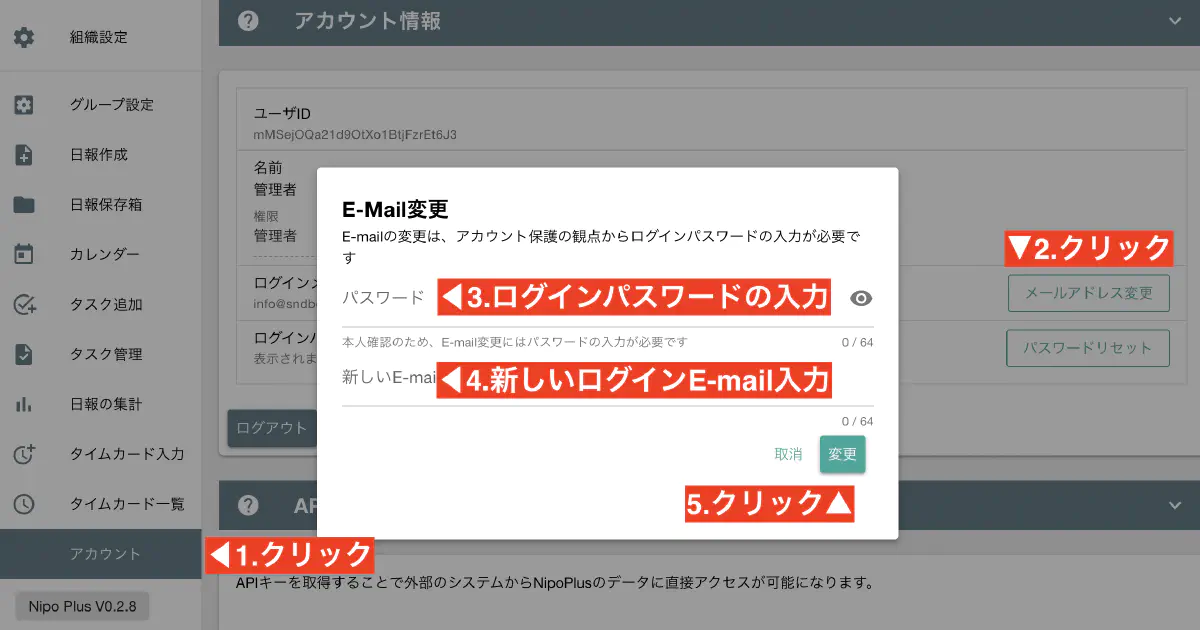 組織設定
グループ設定
日報作成
日報保存箱
カレンダー
タスク追加
タスク管理
日報の集計
タイムカード入力
タイムカード一覧
アカウント
Nipo Plus V0.2.8
アカウント情報
ユーザID
mMSejOQa21d9OtXo1BtjFzrEt6J3
名前
管理者
権限
管理者
ログイン
info@sndb
メールアドレス変更
ログイン
表示されま
パスワードリセット
ログアウト
E-Mail変更
E-mailの変更は、アカウント保護の観点からログインパスワードの入力が必要で
す
パスワード
◀3.ログインパスワードの入力
本人確認のため、E-mail変更にはパスワードの入力が必要です
0 / 64
新しいE-mai
◀4.新しいログインE-mail入力
0 / 64
取消
変更
5.クリック▲
▼2.クリック
◀1.クリック
AP
APIキーを取得することで外部のシステムからNipoPlusのデータに直接アクセスが可能になります。